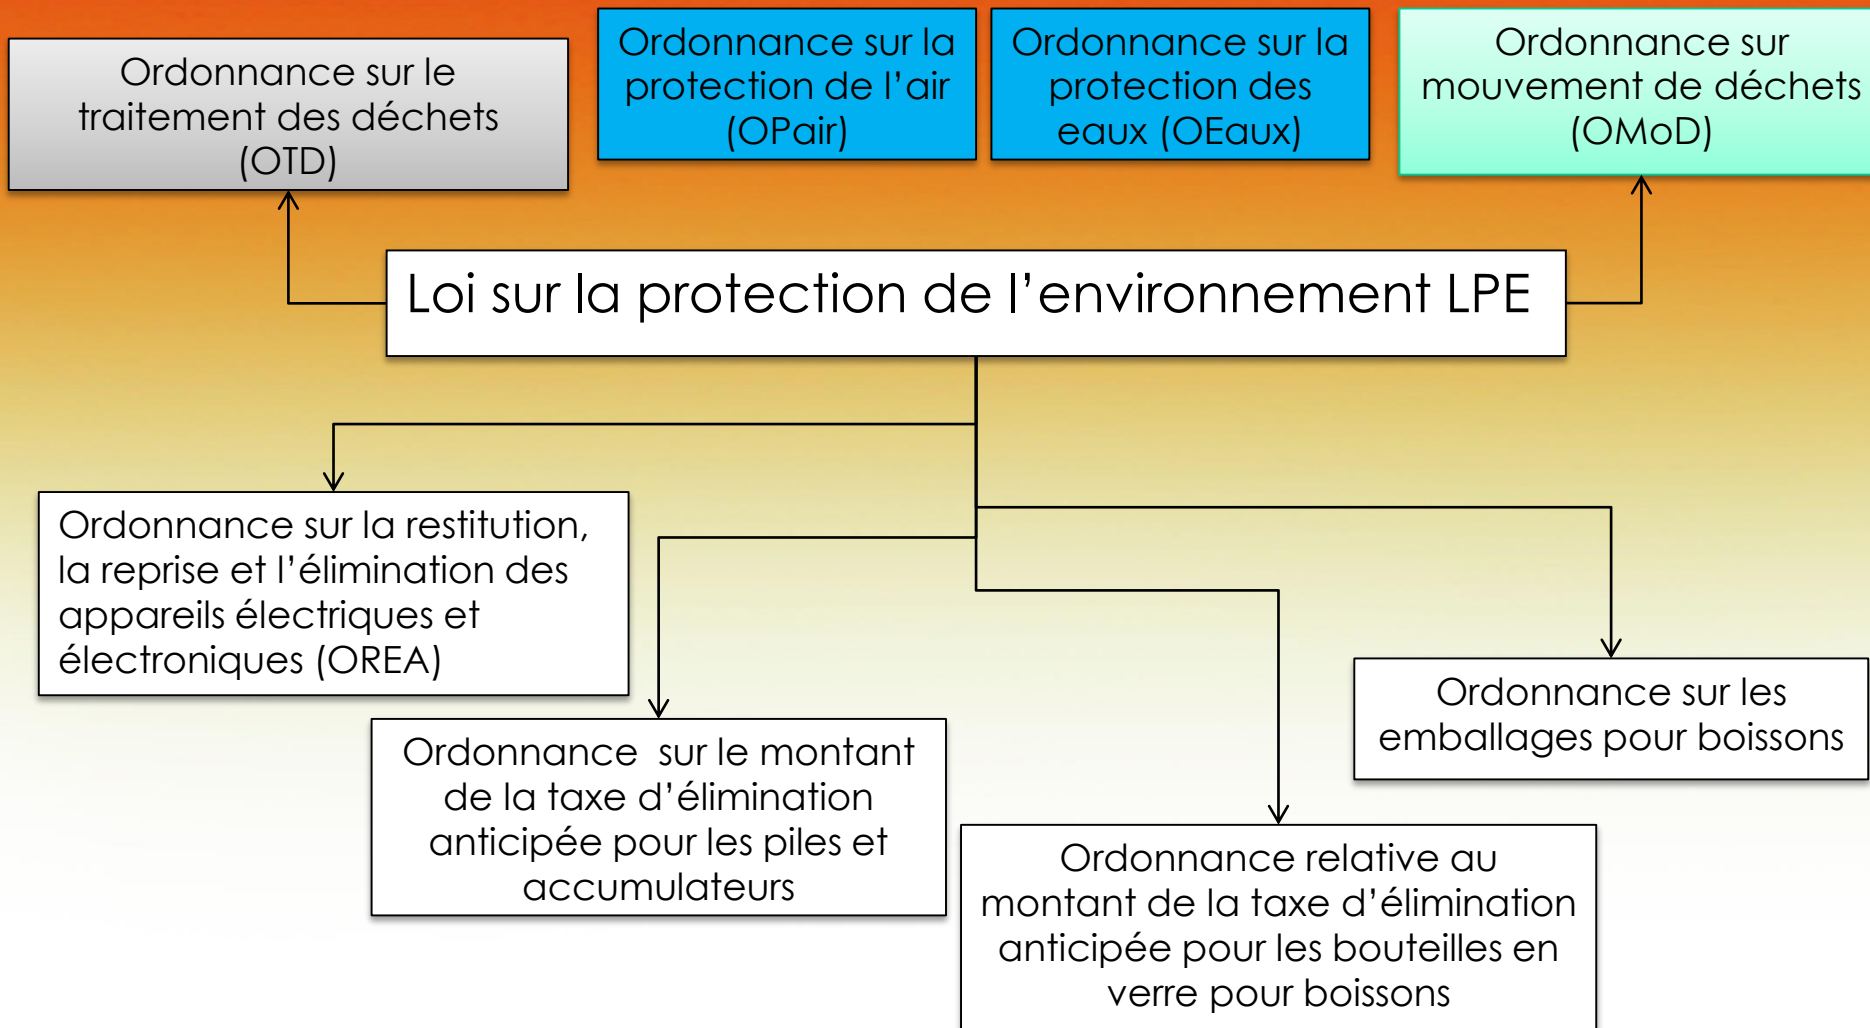 Ordonnance sur le
traitement des déchets
(OTD)
Ordonnance sur la
protection de l’air
(OPair)
Ordonnance sur la
protection des
eaux (OEaux)
Ordonnance sur
mouvement de déchets
(OMoD)
Loi sur la protection de l’environnement LPE
Ordonnance sur la restitution,
la reprise et l’élimination des
appareils électriques et
électroniques (OREA)
Ordonnance  sur le montant
de la taxe d’élimination
anticipée pour les piles et
accumulateurs
Ordonnance relative au
montant de la taxe d’élimination
anticipée pour les bouteilles en
verre pour boissons
Ordonnance sur les
emballages pour boissons